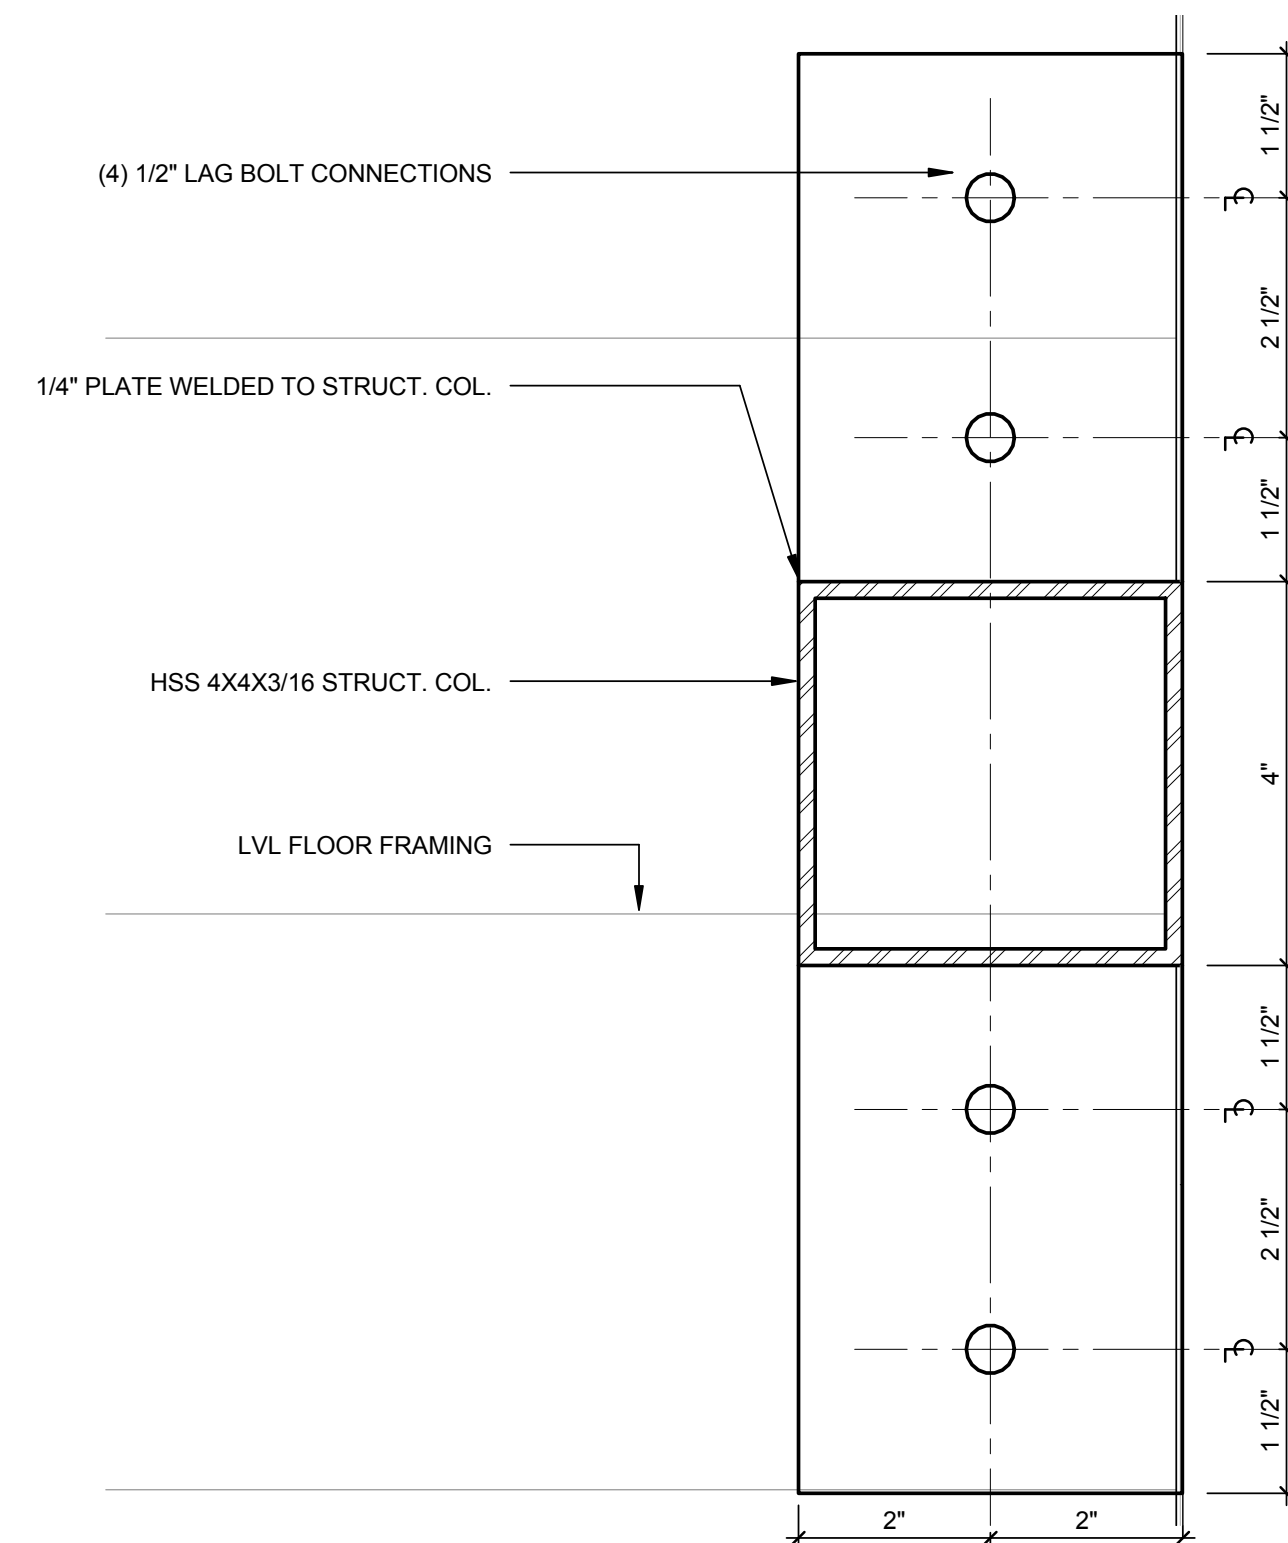 1 1/2"
(4) 1/2" LAG BOLT CONNECTIONS
2 1/2"
1/4" PLATE WELDED TO STRUCT. COL.
1 1/2"
HSS 4X4X3/16 STRUCT. COL.
4"
LVL FLOOR FRAMING
1 1/2"
2 1/2"
1 1/2"
2"
2"